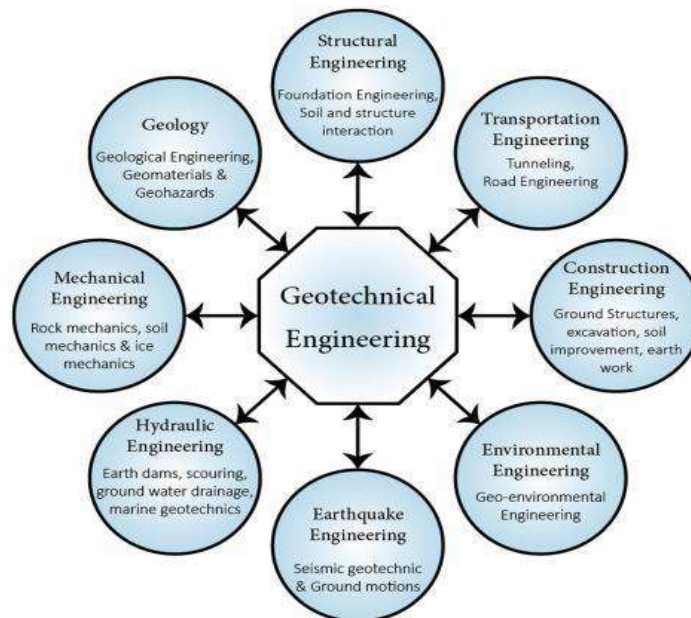 Structural
Engineering
Foundation Engineering,
Soil and structure
interaction
Geology
Geological Engineering,
Geomaterials &
Geohazards
Transportation
Engineering
Tunneling,
Road Engineering
Mechanical
Engineering
Rock mechanics, soil
mechanics & ice
mechanics
Geotechnical
Engineering
Construction
Engineering
Ground Structures,
excavation, soil
improvement, earth
work
Hydraulic
Engineering
Earth dams, scouring,
ground water drainage,
marine geotechnics
Environmental
Engineering
Geo-environmental
Engineering
Earthquake
Engineering
Seismic geotechnic
& Ground motions